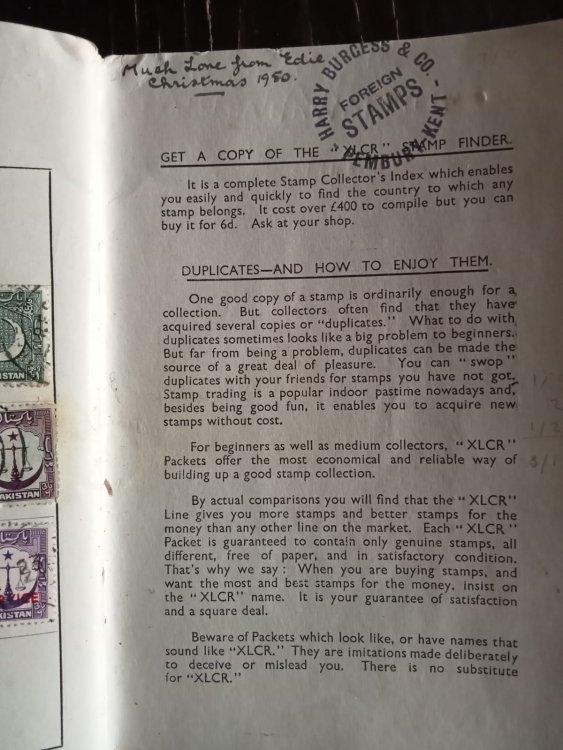 Much Love from Edie
Christmas 1950.
HARRY BURGESS & CO.
FOREIGN
STAMPS
PEMBURY KENT
GET A COPY OF THE "XLCR" STAMP FINDER.
It is a complete Stamp Collector's Index which enables
you easily and quickly to find the country to which any
stamp belongs. It cost over £400 to compile but you can
buy it for 6d. Ask at your shop.
DUPLICATES—AND HOW TO ENJOY THEM.
One good copy of a stamp is ordinarily enough for a
collection. But collectors often find that they have
acquired several copies or "duplicates." What to do with
duplicates sometimes looks like a big problem to beginners.
But far from being a problem, duplicates can be made the
source of a great deal of pleasure. You can "swop"
duplicates with your friends for stamps you have not got.
Stamp trading is a popular indoor pastime nowadays and,
besides being good fun, it enables you to acquire new
stamps without cost.
For beginners as well as medium collectors, "XLCR"
Packets offer the most economical and reliable way of
building up a good stamp collection.
By actual comparisons you will find that the "XLCR"
Line gives you more stamps and better stamps for the
money than any other line on the market. Each "XLCR"
Packet is guaranteed to contain only genuine stamps, all
different, free of paper, and in satisfactory condition.
That's why we say : When you are buying stamps, and
want the most and best stamps for the money, insist on
the "XLCR" name. It is your guarantee of satisfaction
and a square deal.
Beware of Packets which look like, or have names that
sound like "XLCR." They are imitations made deliberately
to deceive or mislead you. There is no substitute
for "XLCR."
KISTAN
PAKISTAN
ISTAN